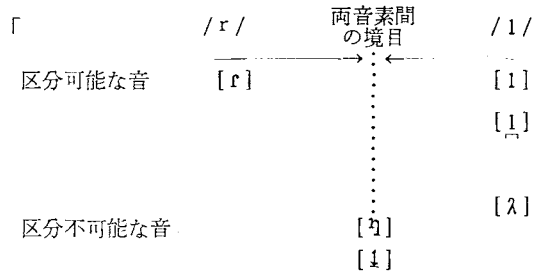 「 /r/ 両音素間 /l/
の境目
区分可能な音 [ɾ] [l]
[l̻]
[λ]
区分不可能な音